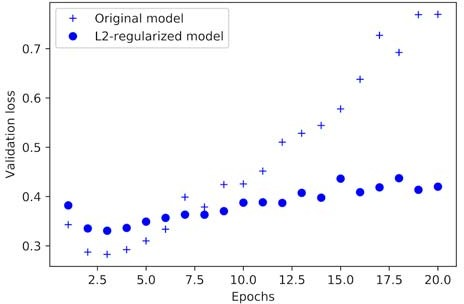 Original model
L2-regularized model
0.7
0.6
0.5
0.4
0.3
Validation loss
2.5 5.0 7.5 10.0 12.5 15.0 17.5 20.0
Epochs